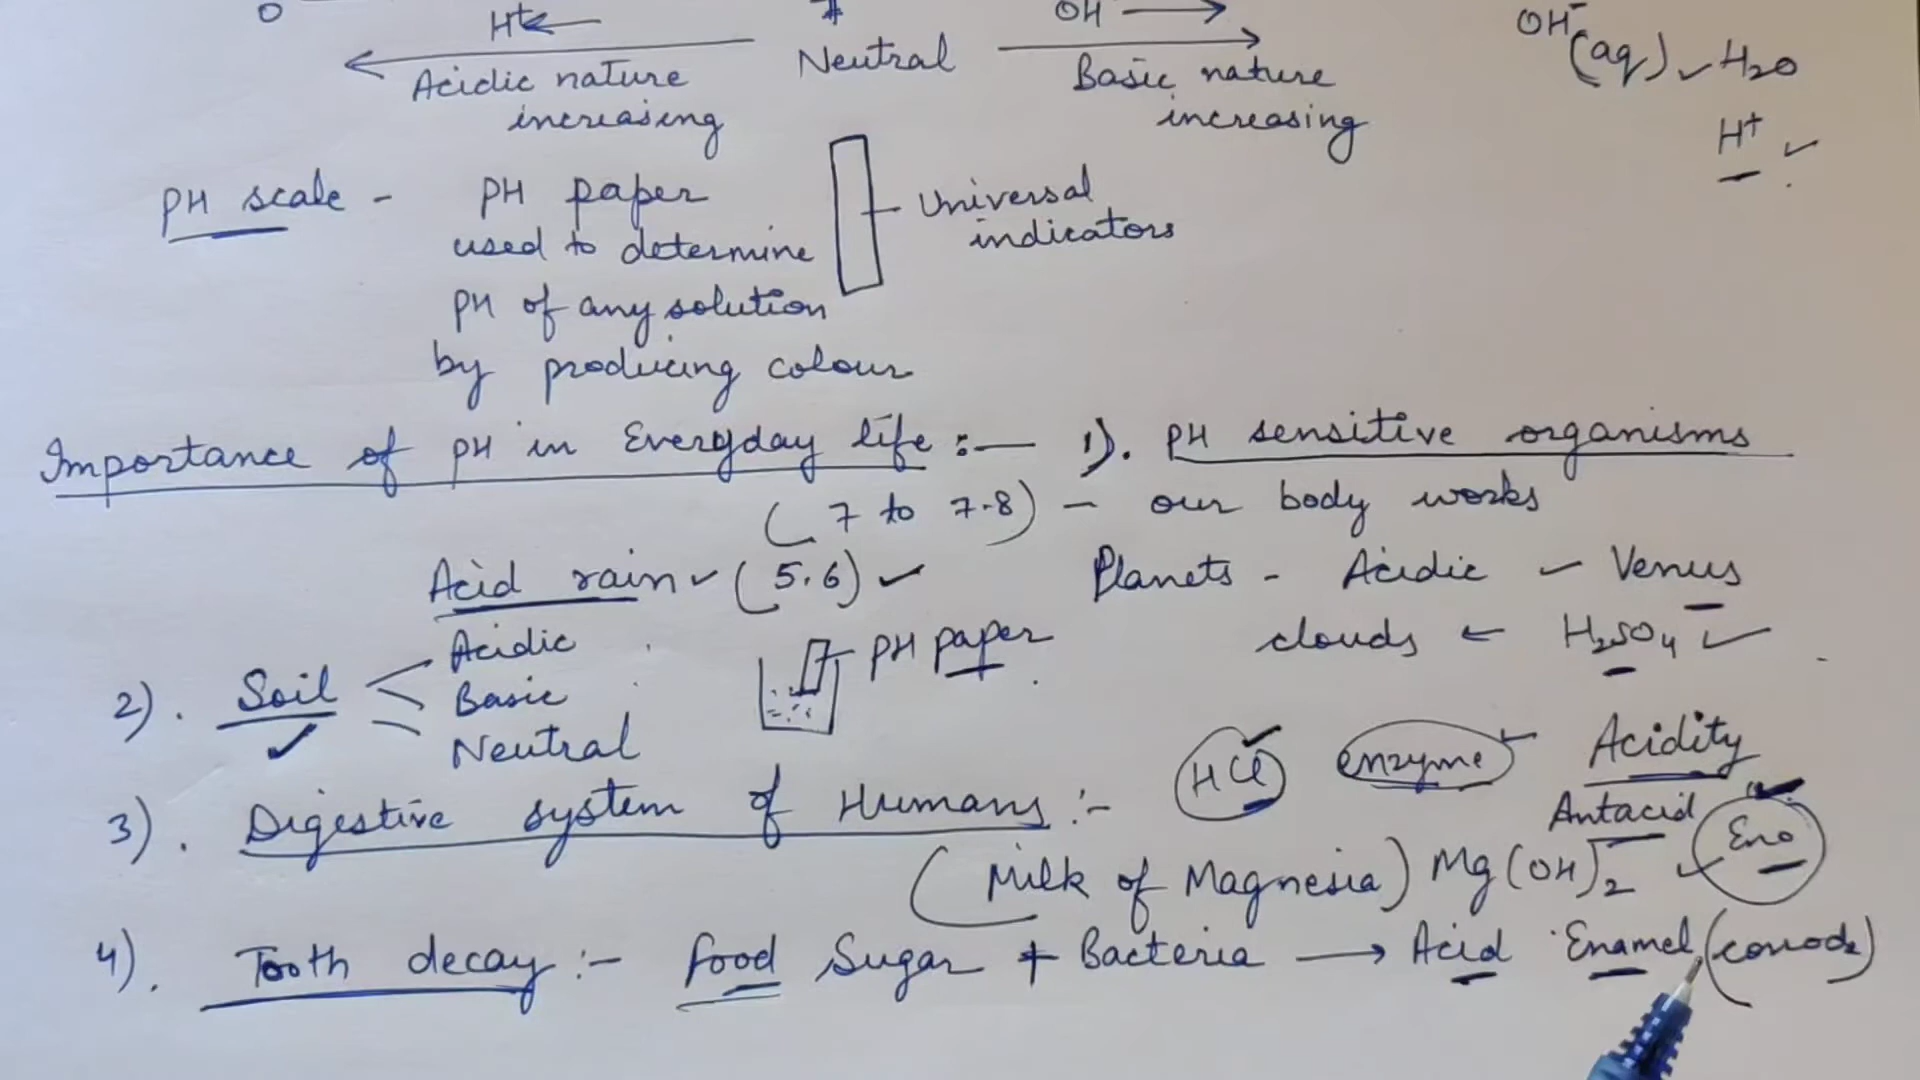 0 H+ 7 OH
Acidic nature increasing Neutral Basic nature increasing OH-(aq) H2O
H+
PH scale - PH paper Universal indicators
used to determine
PH of any solution
by producing colour
Importance of pH in Everyday life :— 1). PH sensitive organisms
(7 to 7.8) - our body works
Acid rain (5.6) Planets - Acidic - Venus
clouds ← H2SO4
2). Soil Acidic
Basic
Neutral
PH paper
3). Digestive system of Humans :- HCl enzyme Acidity
Antacid Eno
(Milk of Magnesia) Mg(OH)2
4). Tooth decay :- food Sugar + Bacteria → Acid Enamel